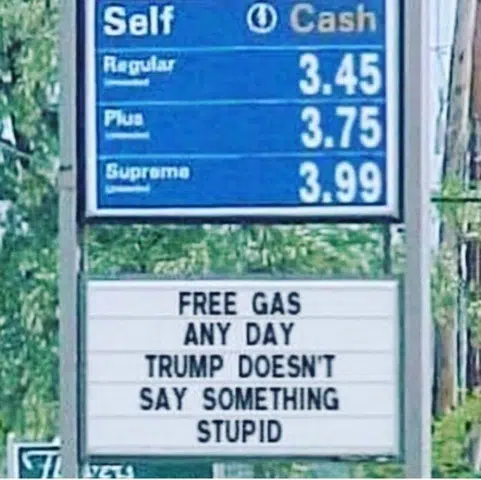 Self Cash
Regular 3.45
Plus 3.75
Supreme 3.99
FREE GAS
ANY DAY
TRUMP DOESN'T
SAY SOMETHING
STUPID